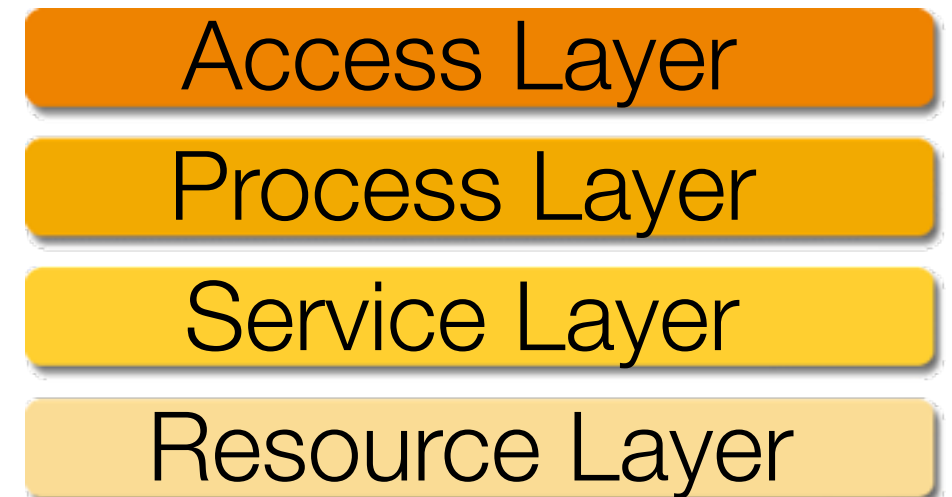 Access Layer
Process Layer
Service Layer
Resource Layer